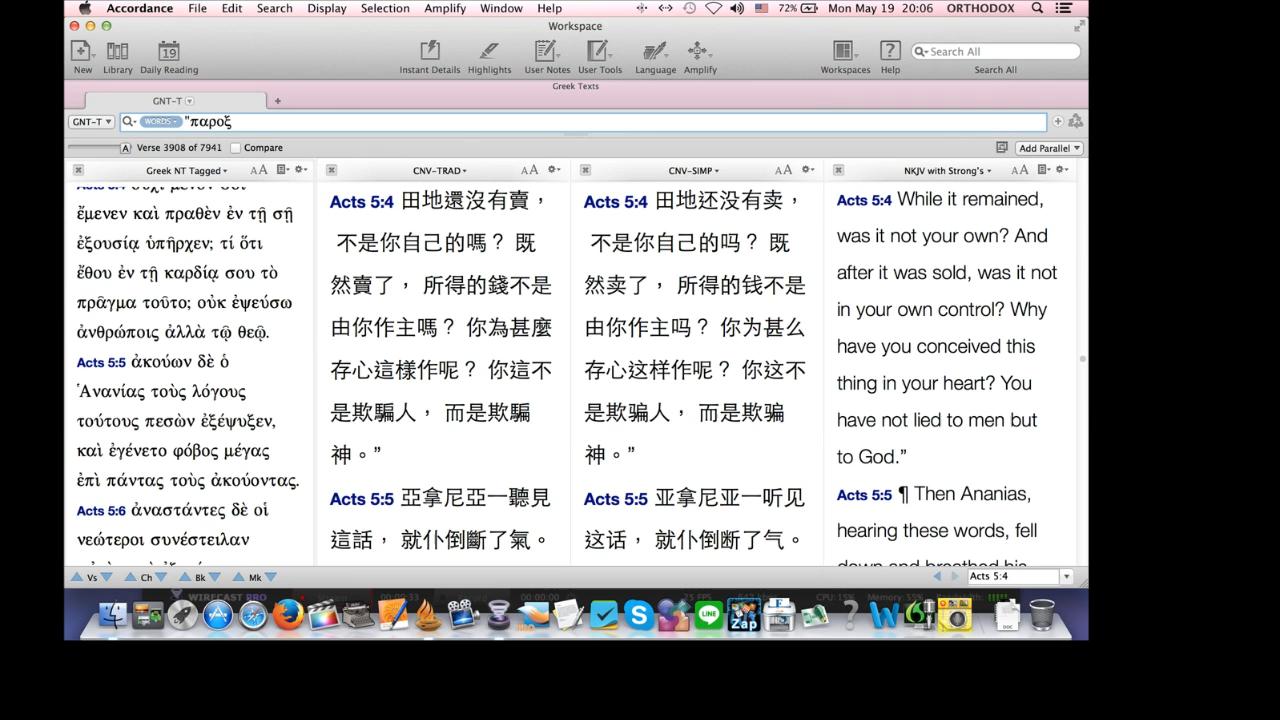 Accordance File Edit Search Display Selection Amplify Window Help 72% Mon May 19 20:06 ORTHODOX
Workspace
19
New Library Daily Reading Instant Details Highlights User Notes User Tools Language Amplify Workspaces Help Search All
Search All
Greek Texts
GNT-T
GNT-T WORDS "παροξ
Verse 3908 of 7941 Compare Add Parallel
Greek NT Tagged
ἔμενεν καὶ πραθὲν ἐν τῇ σῇ
ἐξουσίᾳ ὑπῆρχεν; τί ὅτι
ἔθου ἐν τῇ καρδίᾳ σου τὸ
πρᾶγμα τοῦτο; οὐκ ἐψεύσω
ἀνθρώποις ἀλλὰ τῷ θεῷ.
Acts 5:5 ἀκούων δὲ ὁ
Ἁνανίας τοὺς λόγους
τούτους πεσὼν ἐξέψυξεν,
καὶ ἐγένετο φόβος μέγας
ἐπὶ πάντας τοὺς ἀκούοντας.
Acts 5:6 ἀναστάντες δὲ οἱ
νεώτεροι συνέστειλαν
CNV-TRAD
Acts 5:4 田地還沒有賣，
不是你自己的嗎？既
然賣了，所得的錢不是
由你作主嗎？你為甚麼
存心這樣作呢？你這不
是欺騙人，而是欺騙
神。”
Acts 5:5 亞拿尼亞一聽見
這話，就仆倒斷了氣。
CNV-SIMP
Acts 5:4 田地还没有卖，
不是你自己的吗？既
然卖了，所得的钱不是
由你作主吗？你为甚么
存心这样作呢？你这不
是欺骗人，而是欺骗
神。”
Acts 5:5 亚拿尼亚一听见
这话，就仆倒断了气。
NKJV with Strong's
Acts 5:4 While it remained,
was it not your own? And
after it was sold, was it not
in your own control? Why
have you conceived this
thing in your heart? You
have not lied to men but
to God.”
Acts 5:5 ¶ Then Ananias,
hearing these words, fell
down and breathed his
Vs Ch Bk Mk Acts 5:4
WIRECAST PRO
LINE Zap
DOC